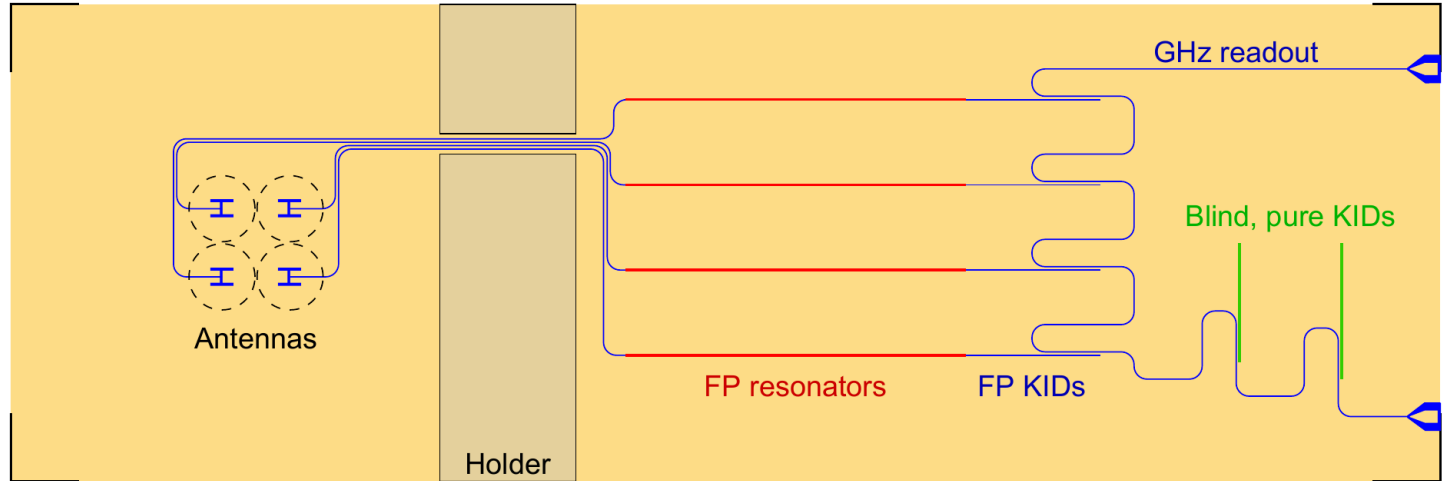 GHz readout
Blind, pure KIDs
Antennas
FP resonators
FP KIDs
Holder